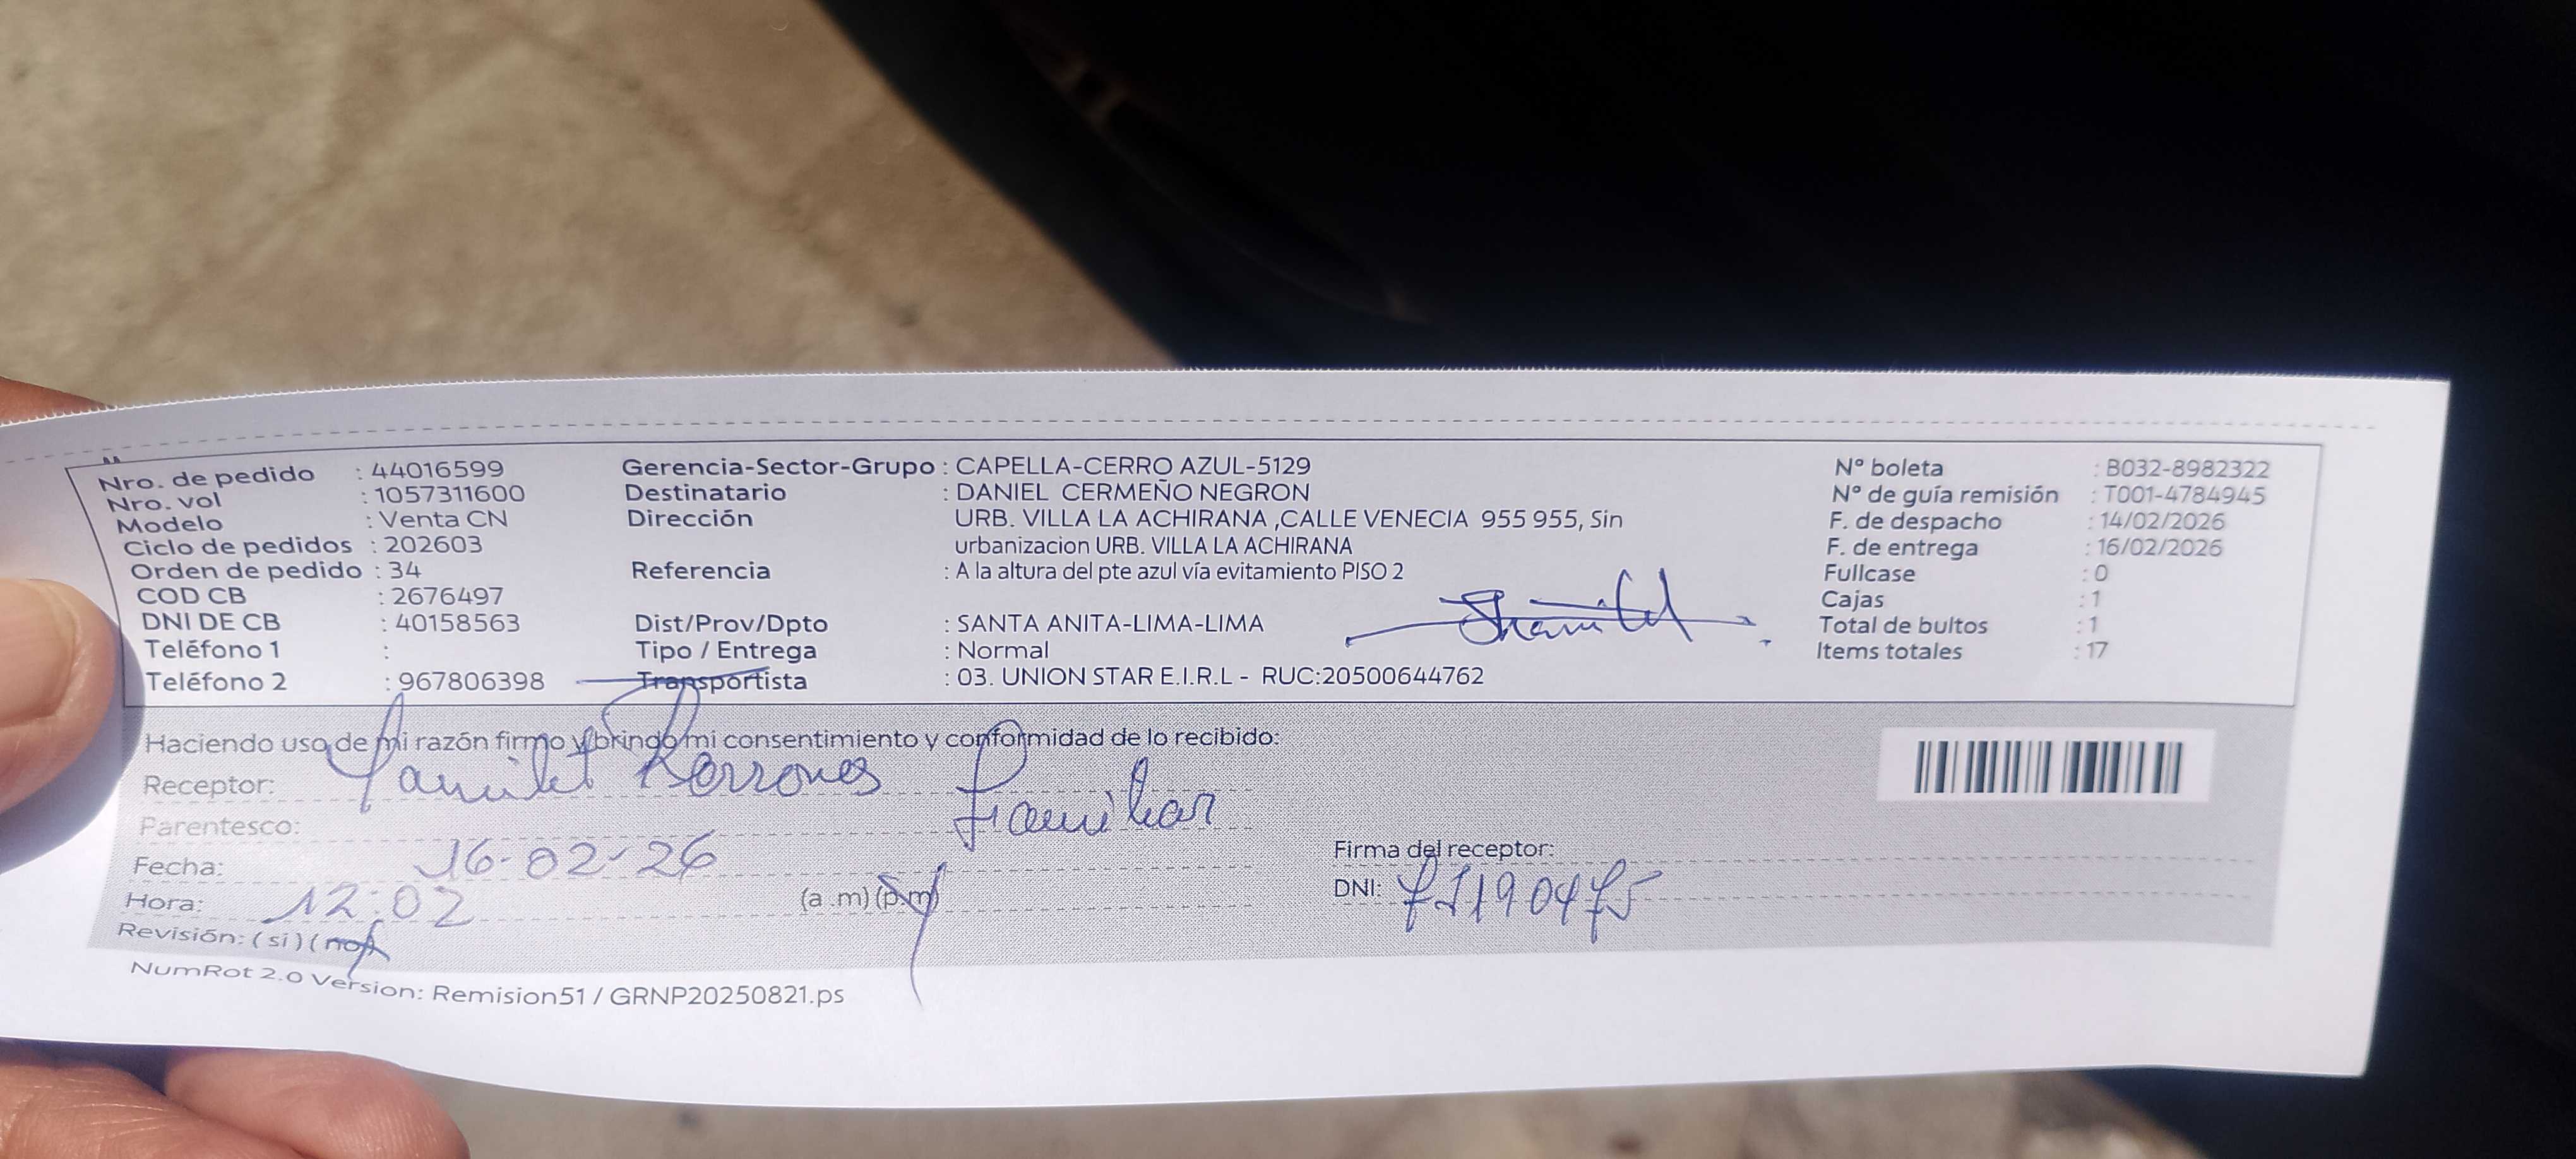 Nro. de pedido : 44016599
Nro. vol : 1057311600
Modelo : Venta CN
Ciclo de pedidos : 202603
Orden de pedido : 34
COD CB : 2676497
DNI DE CB : 40158563
Teléfono 1 :
Teléfono 2 : 967806398
Gerencia-Sector-Grupo : CAPELLA-CERRO AZUL-5129
Destinatario : DANIEL CERMEÑO NEGRON
Dirección URB. VILLA LA ACHIRANA ,CALLE VENECIA 955 955, Sin
urbanizacion URB. VILLA LA ACHIRANA
Referencia : A la altura del pte azul vía evitamiento PISO 2
Dist/Prov/Dpto : SANTA ANITA-LIMA-LIMA
Tipo / Entrega : Normal
Transportista : 03. UNION STAR E.I.R.L - RUC:20500644762
N° boleta : B032-8982322
N° de guía remisión : T001-4784945
F. de despacho : 14/02/2026
F. de entrega : 16/02/2026
Fullcase : 0
Cajas : 1
Total de bultos : 1
Items totales : 17
Haciendo uso de mi razón firmo y brindo mi consentimiento y conformidad de lo recibido:
Receptor: Familiar
Parentesco:
Fecha: 16-02-26
Hora: 12:02 (a .m) (p.m)
Revisión: ( si ) ( no )
Firma del receptor:
DNI:
NumRot 2.0 Version: Remision51 / GRNP20250821.ps